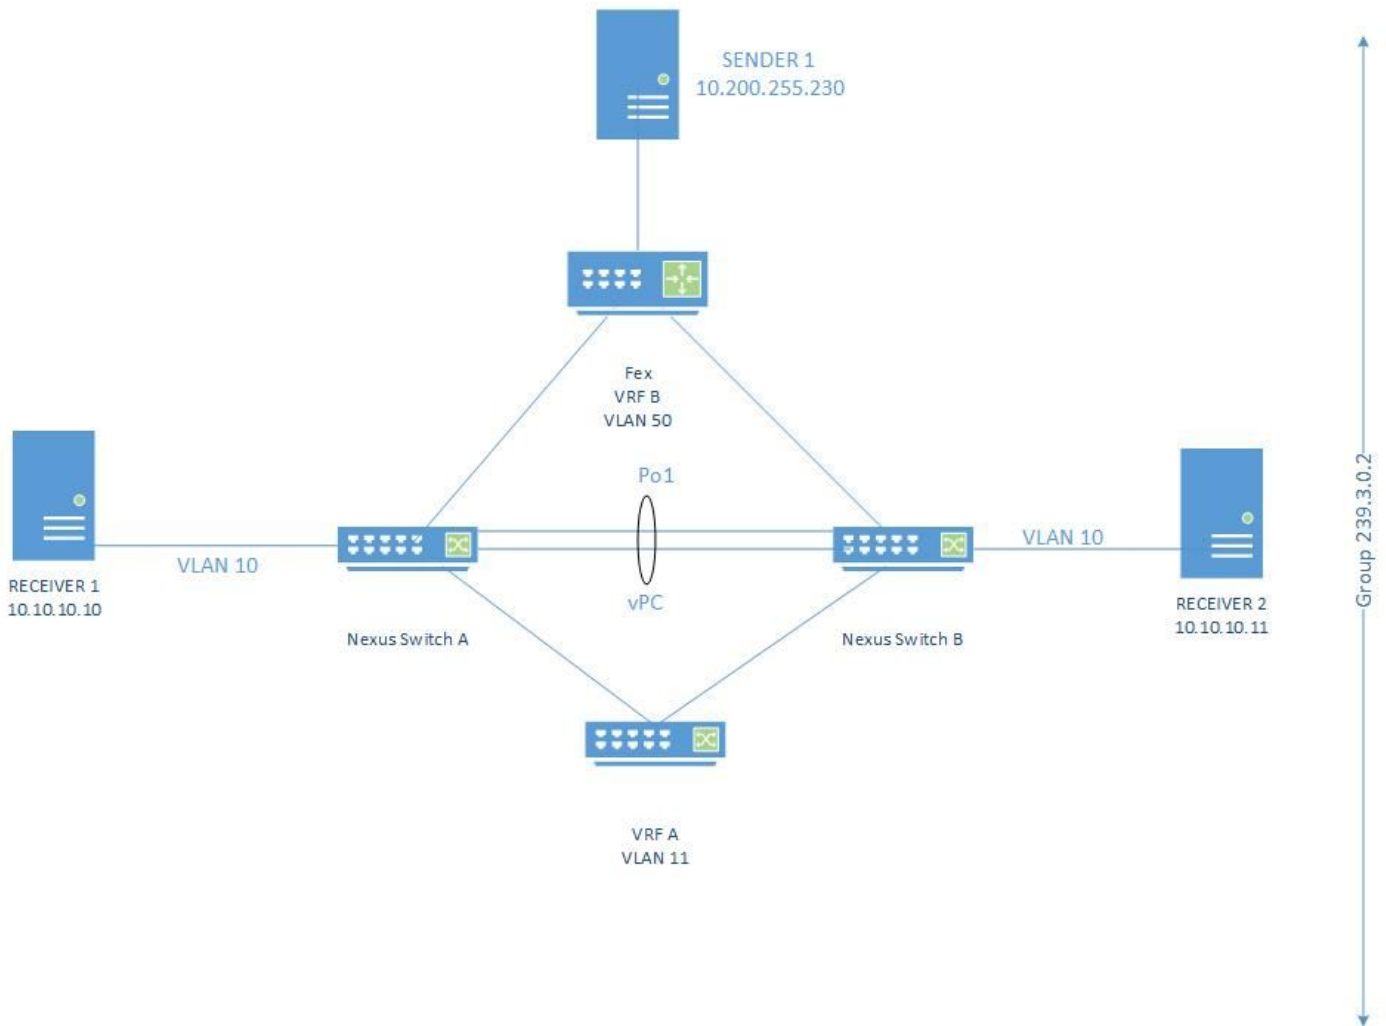 SENDER 1
10.200.255.230
Fex
VRF B
VLAN 50
Po1
vPC
VLAN 10
RECEIVER 1
10.10.10.10
Nexus Switch A
Nexus Switch B
VLAN 10
RECEIVER 2
10.10.10.11
Group 239.3.0.2
VRF A
VLAN 11